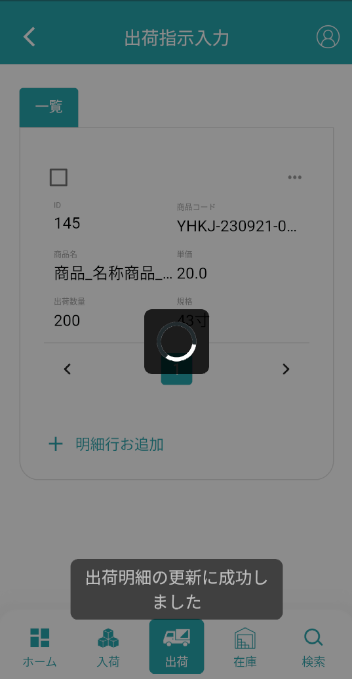 出荷指示入力
一覧
ID
商品コード
145
YHKJ-230921-0...
商品名
単価
商品_名称商品_...
20.0
出荷数量
規格
200
43寸
1
明細行お追加
出荷明細の更新に成功し
ました
ホーム
入荷
出荷
在庫
検索